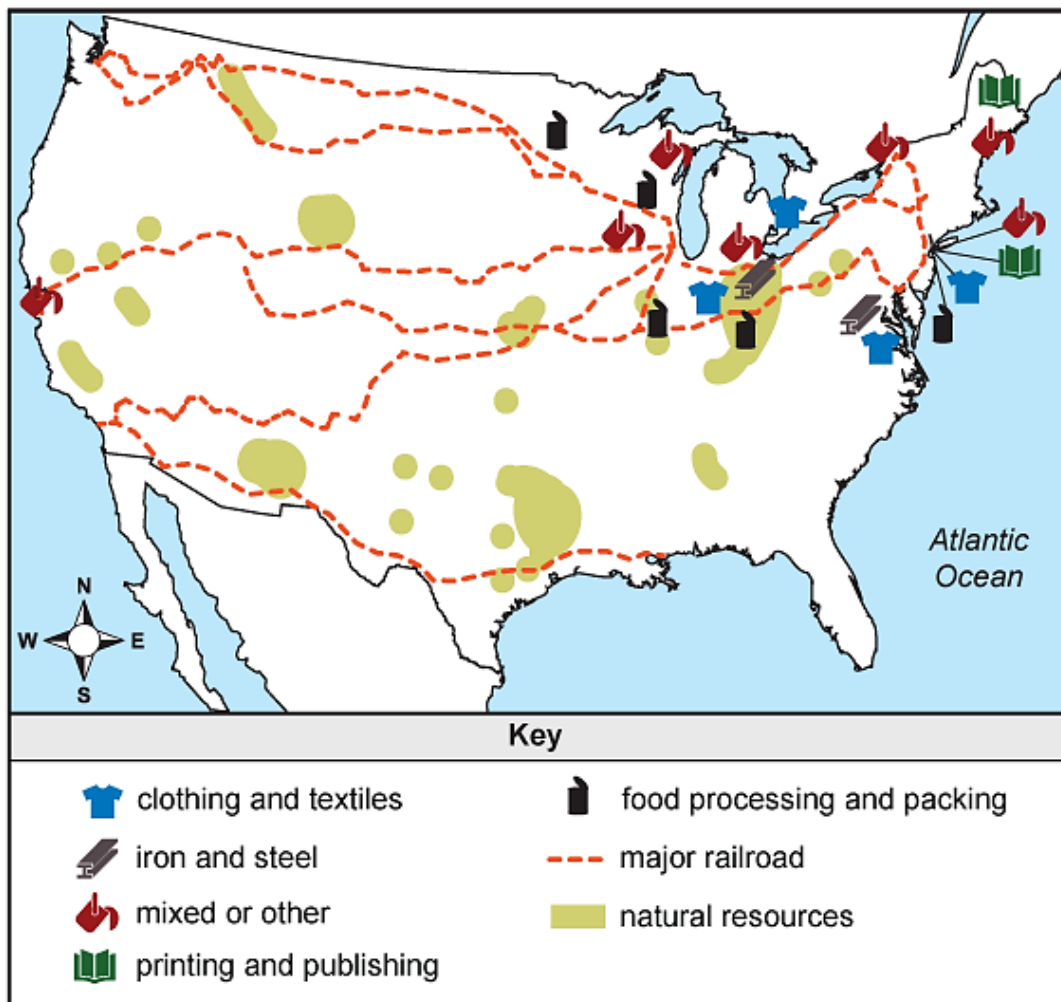 Atlantic
Ocean
N
W E
S
Key
clothing and textiles
food processing and packing
iron and steel
major railroad
mixed or other
natural resources
printing and publishing